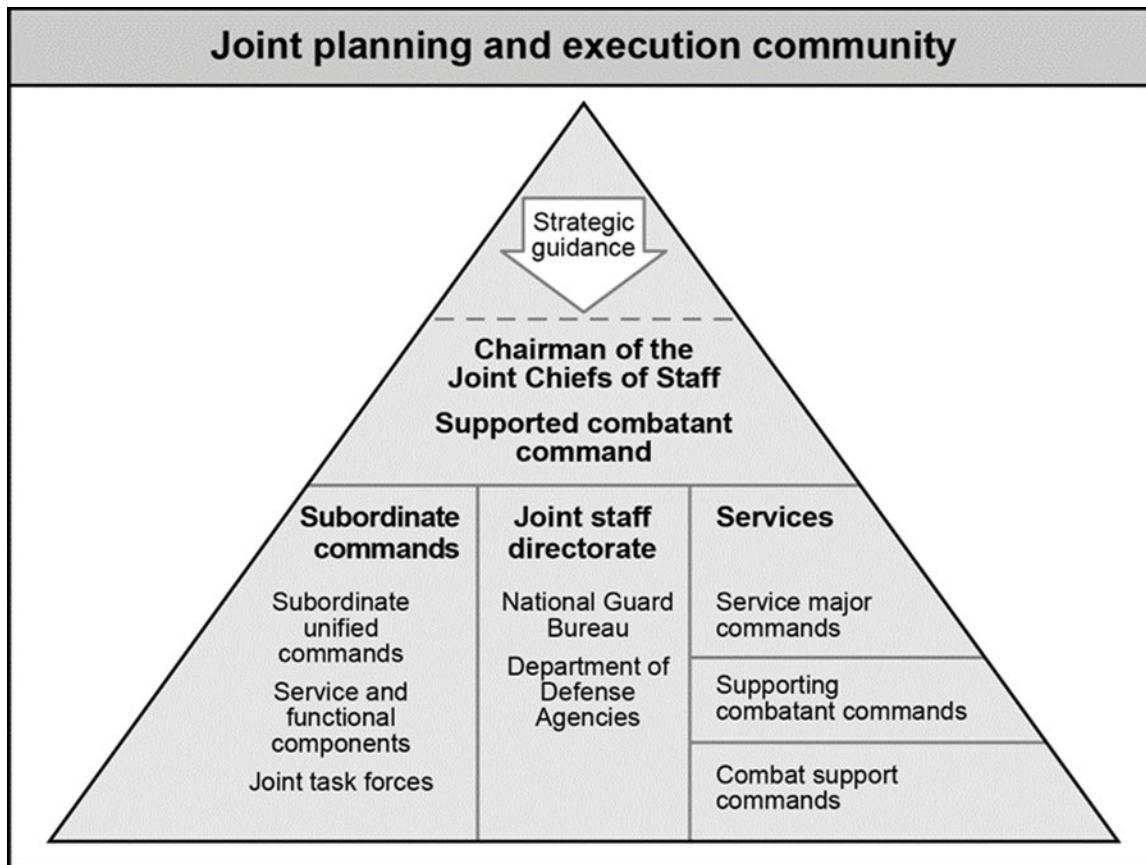 Joint planning and execution community
Strategic
guidance
Chairman of the
Joint Chiefs of Staff
Supported combatant
command
Subordinate
commands
Subordinate
unified
commands
Service and
functional
components
Joint task forces
Joint staff
directorate
National Guard
Bureau
Department of
Defense
Agencies
Services
Service major
commands
Supporting
combatant commands
Combat support
commands